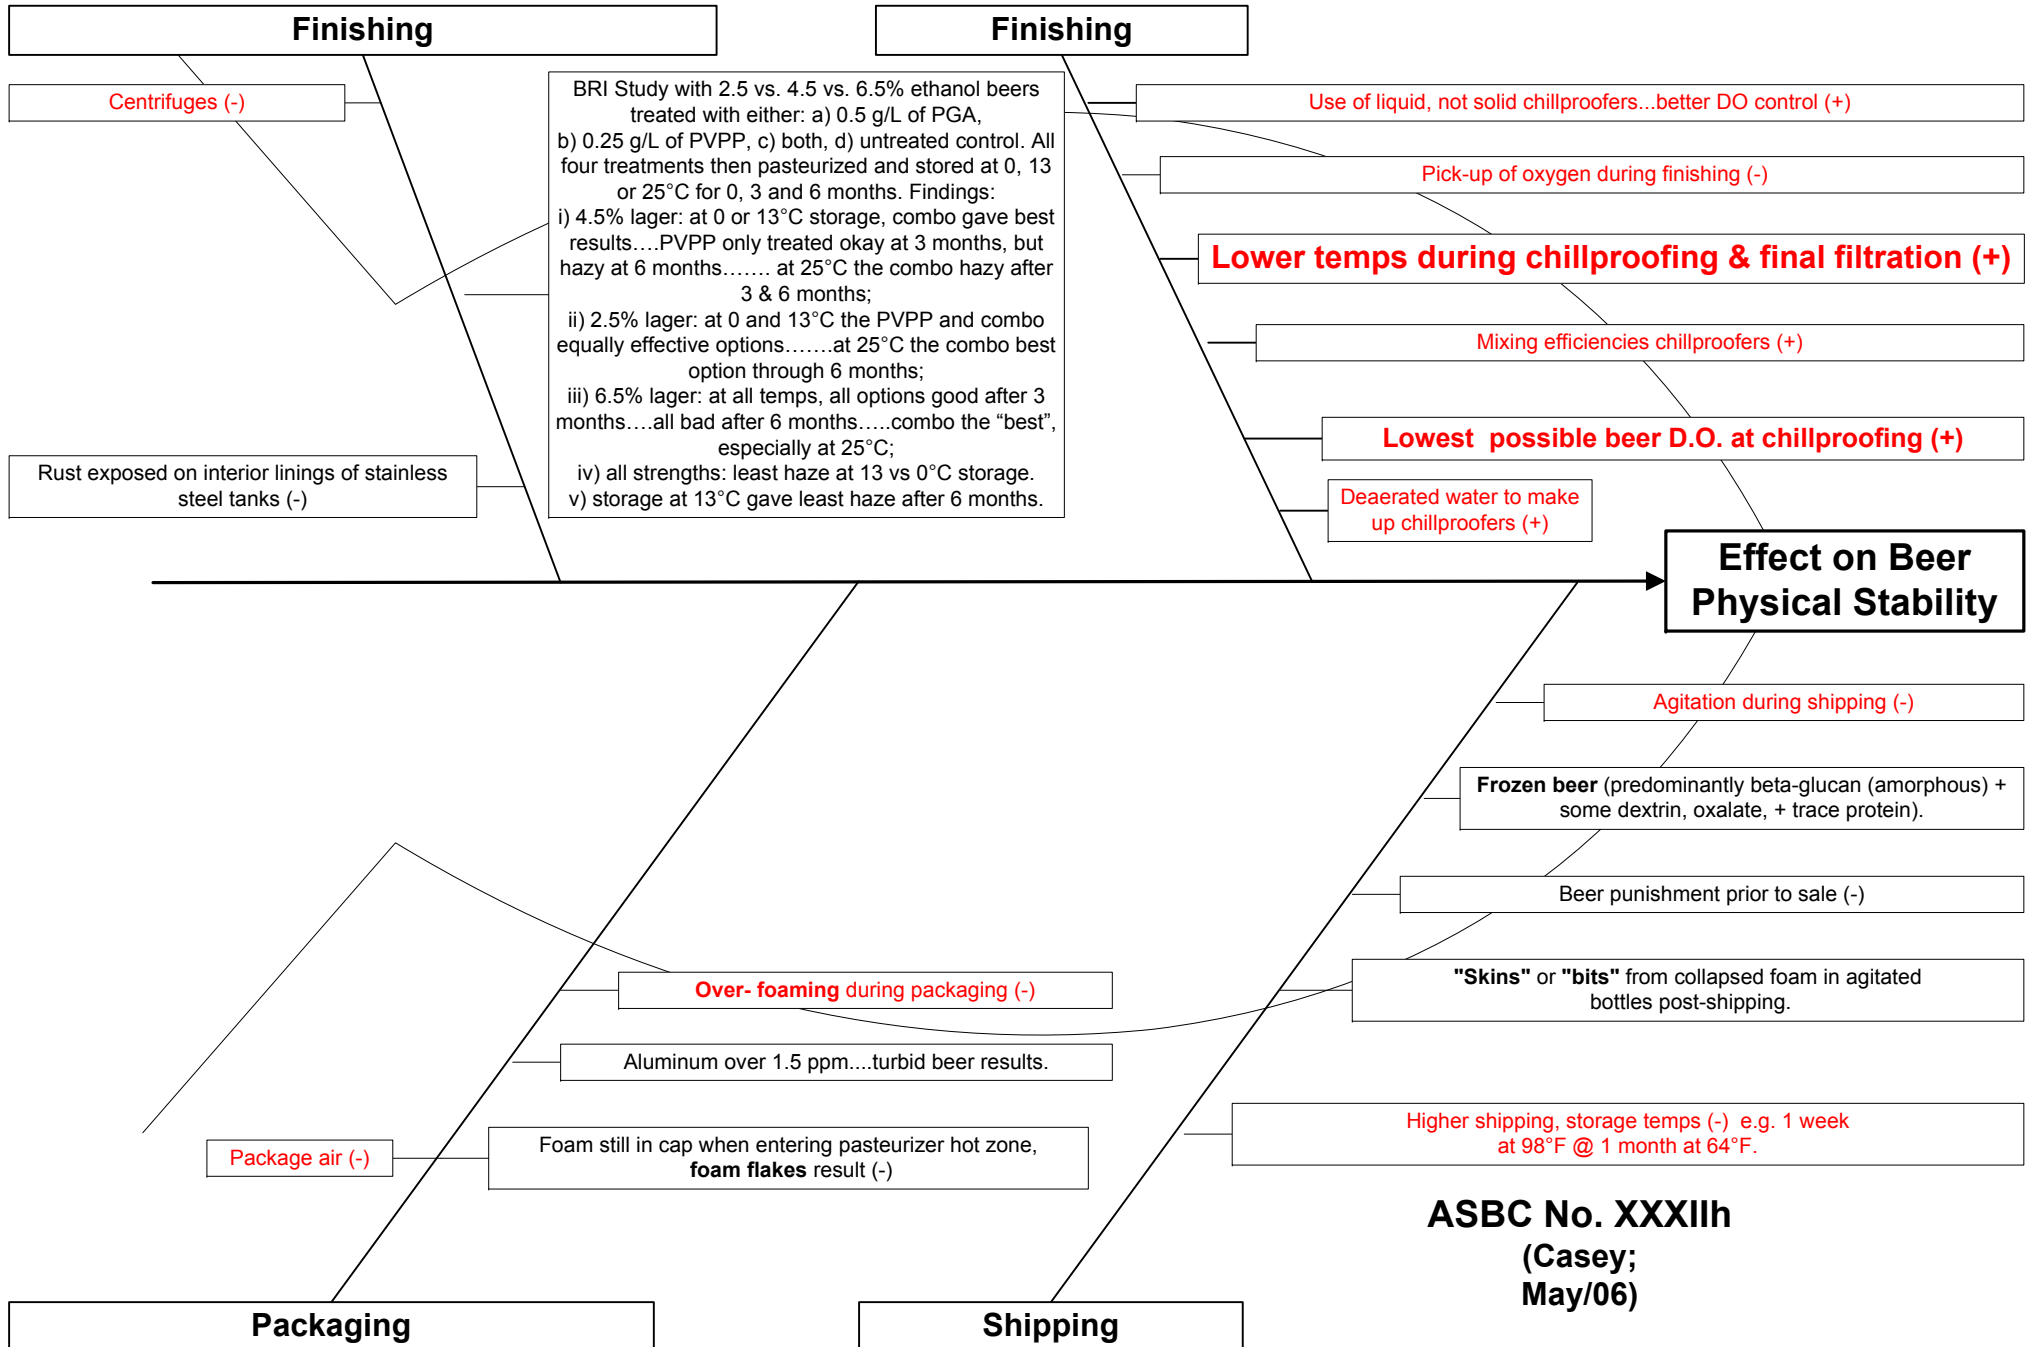 Finishing
Finishing
Centrifuges (-)
BRI Study with 2.5 vs. 4.5 vs. 6.5% ethanol beers
treated with either: a) 0.5 g/L of PGA,
b) 0.25 g/L of PVPP, c) both, d) untreated control. All
four treatments then pasteurized and stored at 0, 13
or 25°C for 0, 3 and 6 months. Findings:
i) 4.5% lager: at 0 or 13°C storage, combo gave best
results….PVPP only treated okay at 3 months, but
hazy at 6 months……. at 25°C the combo hazy after
3 & 6 months;
ii) 2.5% lager: at 0 and 13°C the PVPP and combo
equally effective options…….at 25°C the combo best
option through 6 months;
iii) 6.5% lager: at all temps, all options good after 3
months….all bad after 6 months…..combo the “best”,
especially at 25°C;
iv) all strengths: least haze at 13 vs 0°C storage.
v) storage at 13°C gave least haze after 6 months.
Rust exposed on interior linings of stainless
steel tanks (-)
Use of liquid, not solid chillproofers...better DO control (+)
Pick-up of oxygen during finishing (-)
Lower temps during chillproofing & final filtration (+)
Mixing efficiencies chillproofers (+)
Lowest possible beer D.O. at chillproofing (+)
Deaerated water to make
up chillproofers (+)
Effect on Beer
Physical Stability
Agitation during shipping (-)
Frozen beer (predominantly beta-glucan (amorphous) +
some dextrin, oxalate, + trace protein).
Beer punishment prior to sale (-)
"Skins" or "bits" from collapsed foam in agitated
bottles post-shipping.
Higher shipping, storage temps (-) e.g. 1 week
at 98°F @ 1 month at 64°F.
Over- foaming during packaging (-)
Aluminum over 1.5 ppm....turbid beer results.
Package air (-)
Foam still in cap when entering pasteurizer hot zone,
foam flakes result (-)
ASBC No. XXXIIh
(Casey;
May/06)
Packaging
Shipping